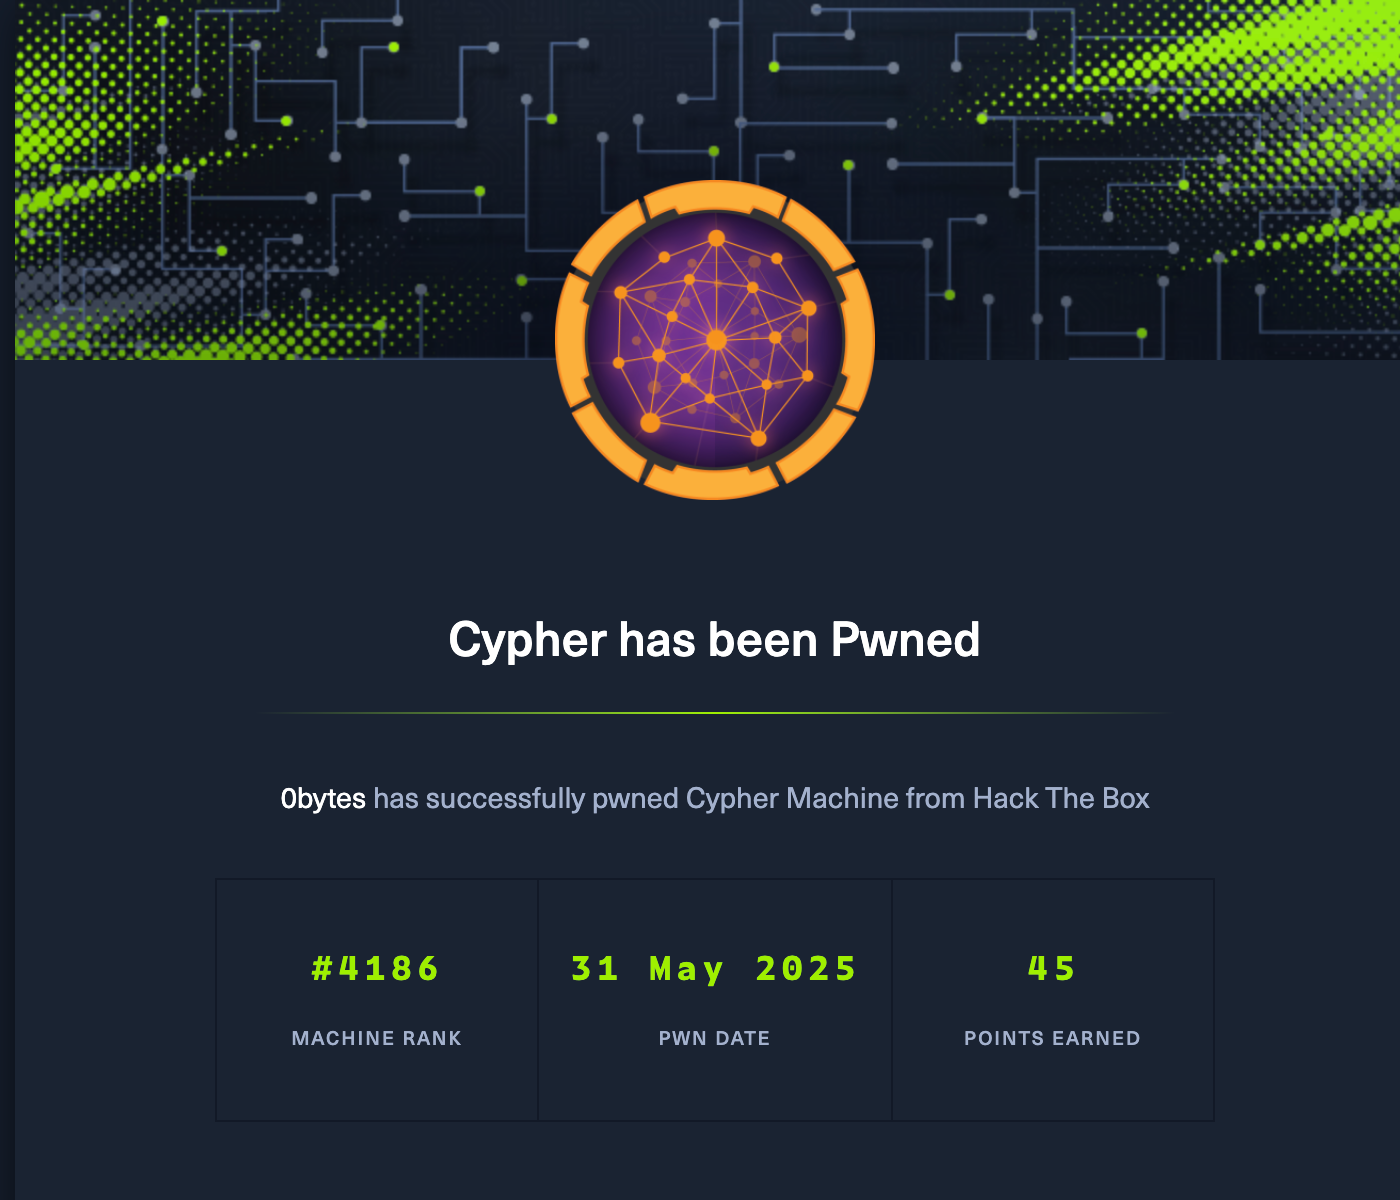 Cypher has been Pwned
0bytes has successfully pwned Cypher Machine from Hack The Box
#4186
MACHINE RANK
31 May 2025
PWN DATE
45
POINTS EARNED